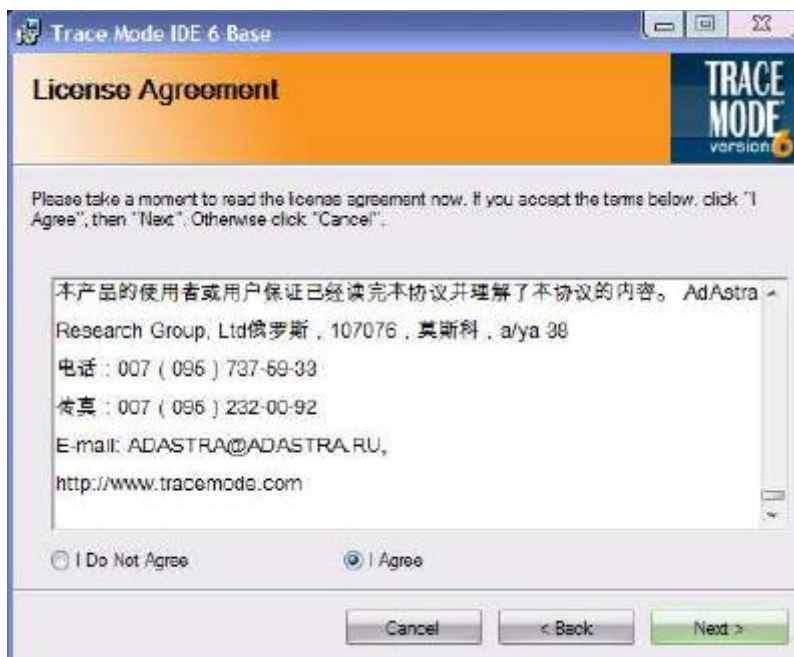 Trace Mode IDE 6 Base
License Agreement
TRACE
MODE
version 6
Please take a moment to read the license agreement now. If you accept the terms below, click "I
Agree", then "Next". Otherwise click "Cancel".
本产品的使用者或用户保证已经读完本协议并理解了本协议的内容。 AdAstra
Research Group, Ltd俄罗斯，107076，莫斯科，a/ya 38
电话：007（095）737-59-33
传真：007（095）232-00-92
E-mail: ADASTRA@ADASTRA.RU,
http://www.tracemode.com
I Do Not Agree
I Agree
Cancel
< Back
Next >